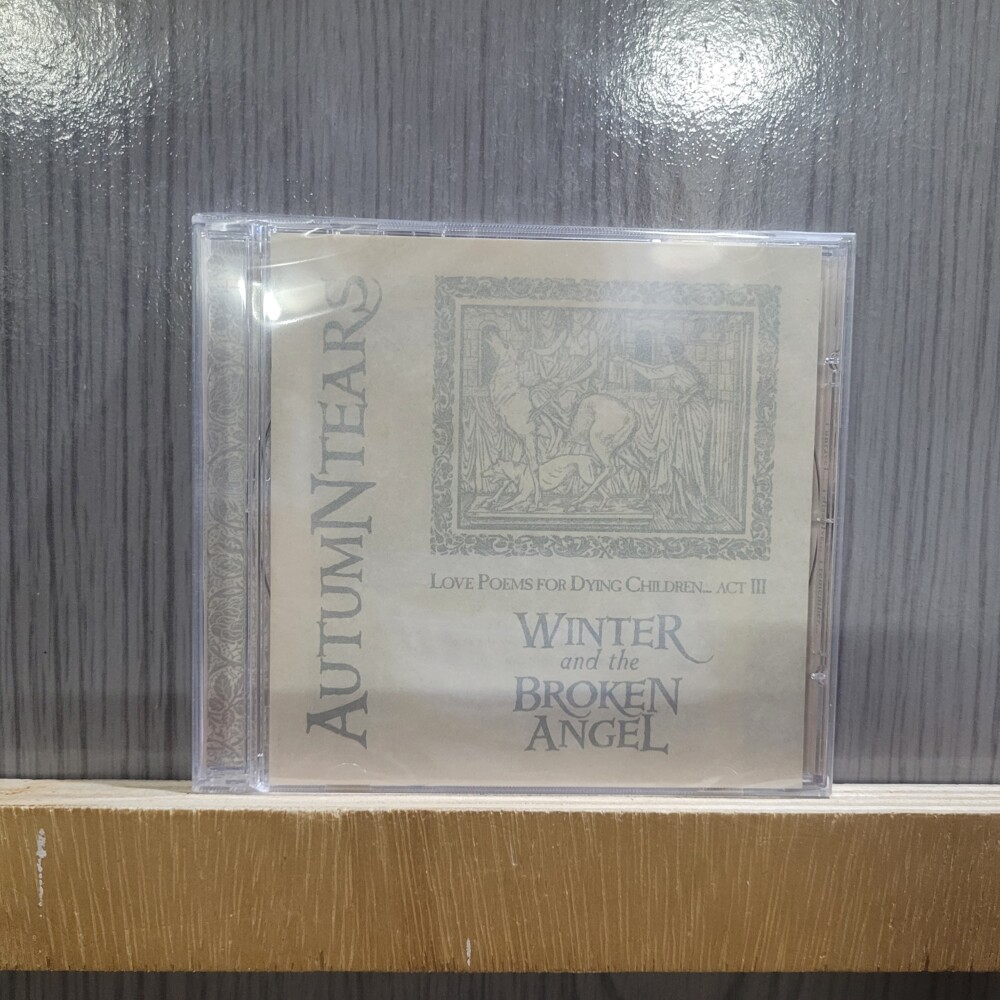 AUTUMN TEARS
LOVE POEMS FOR DYING CHILDREN... ACT III
WINTER
and the
BROKEN
ANGEL